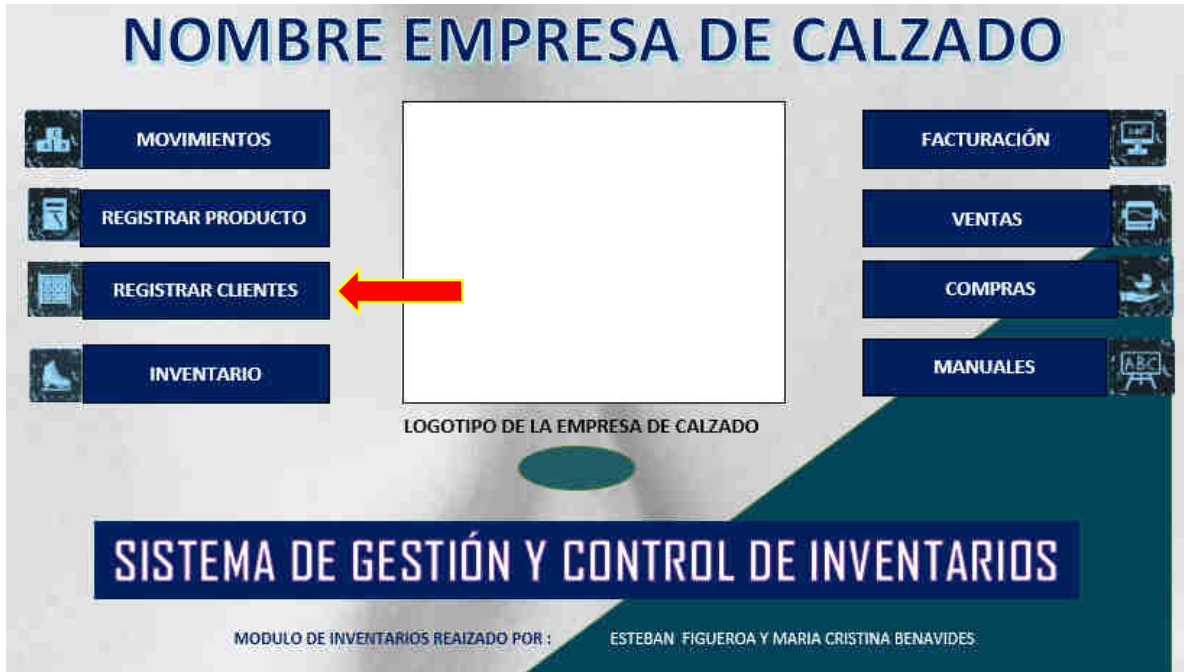 NOMBRE EMPRESA DE CALZADO
MOVIMIENTOS
REGISTRAR PRODUCTO
REGISTRAR CLIENTES
INVENTARIO
FACTURACIÓN
VENTAS
COMPRAS
MANUALES
ABC
LOGOTIPO DE LA EMPRESA DE CALZADO
SISTEMA DE GESTIÓN Y CONTROL DE INVENTARIOS
MODULO DE INVENTARIOS REAIZADO POR : ESTEBAN FIGUEROA Y MARIA CRISTINA BENAVIDES